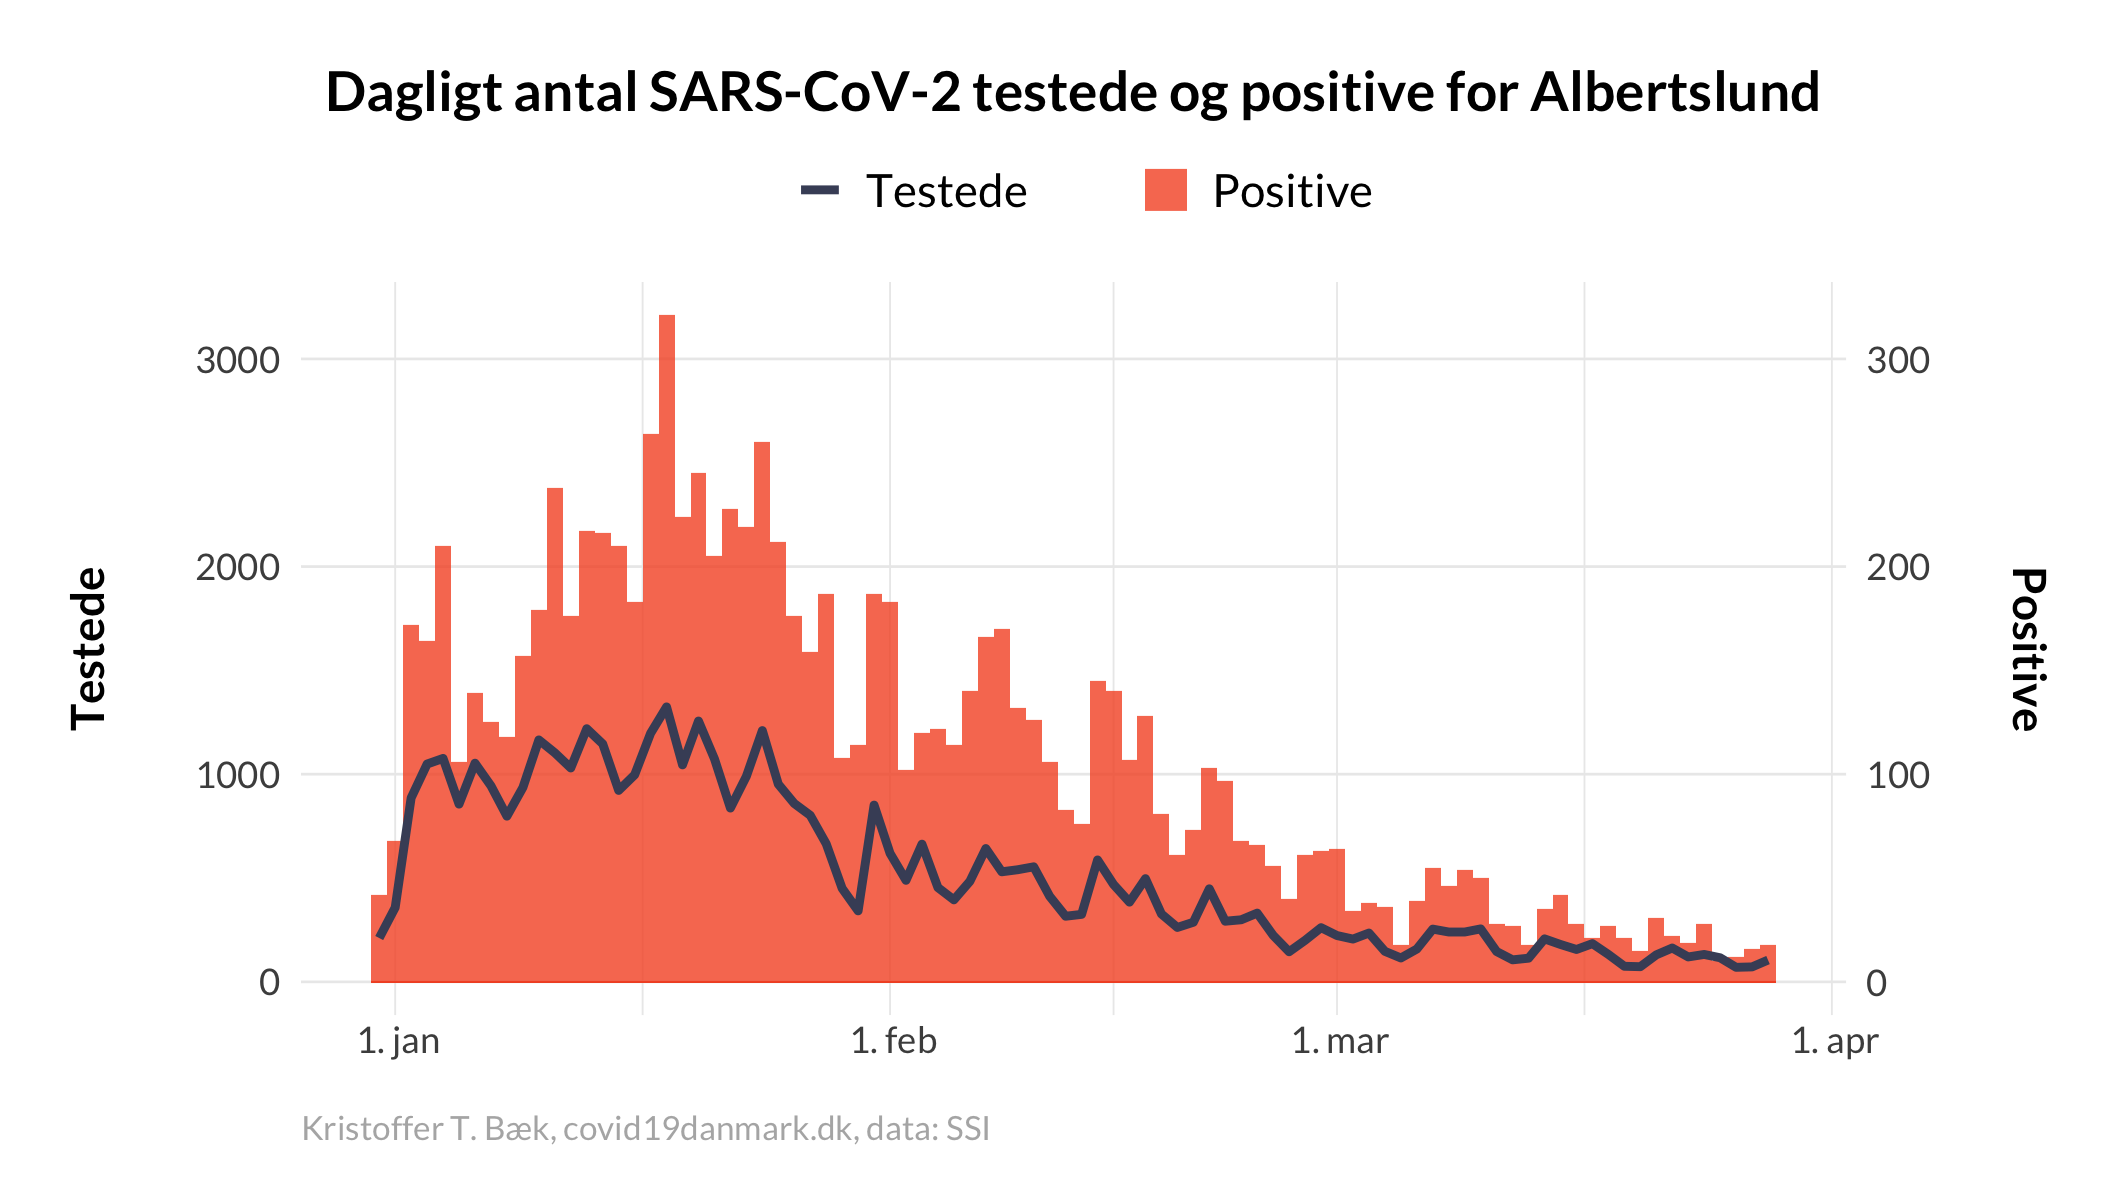 Dagligt antal SARS-CoV-2 testede og positive for Albertslund
Testede
Positive
3000
2000
1000
0
300
200
100
0
Testede
Positive
1. jan
1. feb
1. mar
1. apr
Kristoffer T. Bæk, covid19danmark.dk, data: SSI